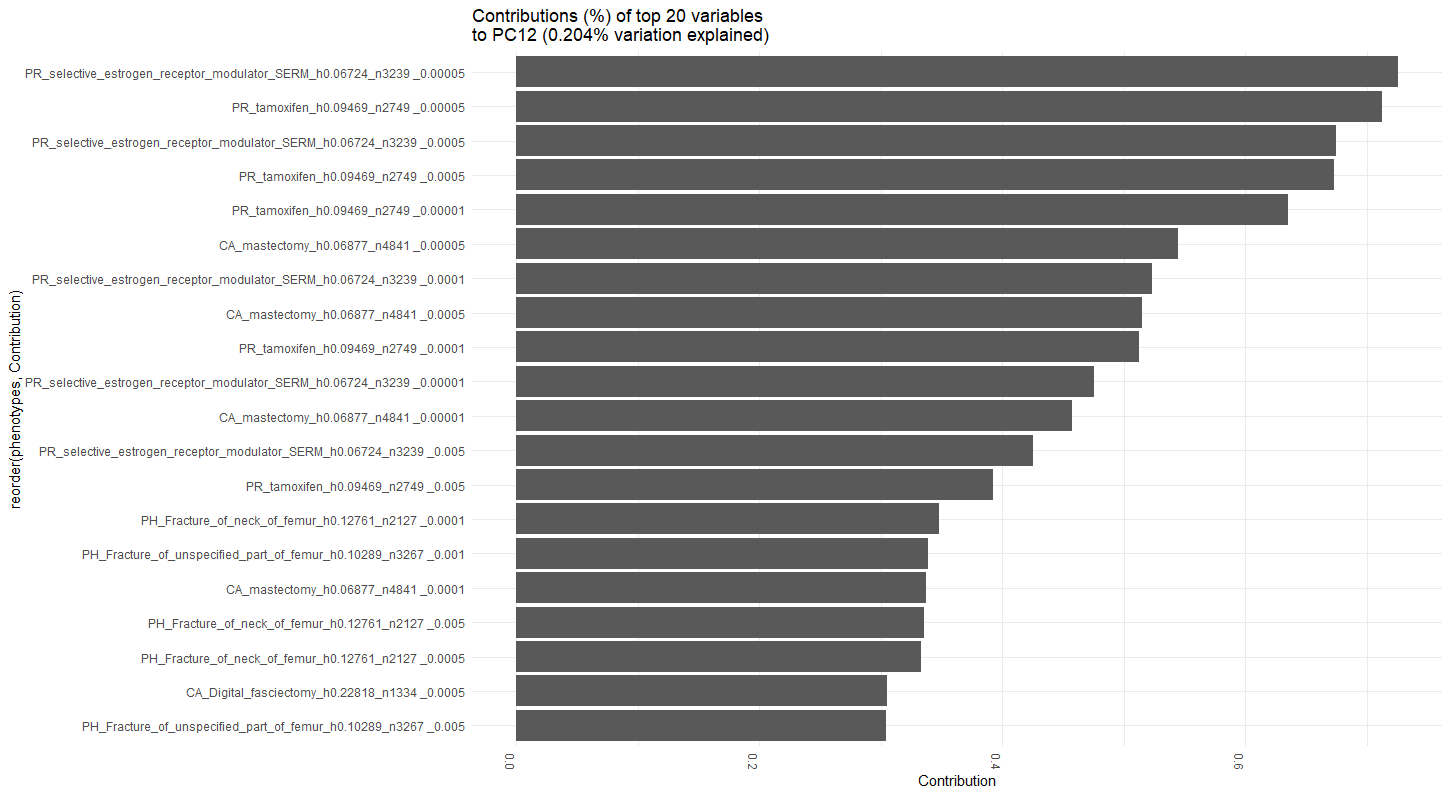 Contributions (%) of top 20 variables
to PC12 (0.204% variation explained)
reorder(phenotypes, Contribution)
PR_selective_estrogen_receptor_modulator_SERM_h0.06724_n3239 _0.00005
PR_tamoxifen_h0.09469_n2749 _0.00005
PR_selective_estrogen_receptor_modulator_SERM_h0.06724_n3239 _0.0005
PR_tamoxifen_h0.09469_n2749 _0.0005
PR_tamoxifen_h0.09469_n2749 _0.00001
CA_mastectomy_h0.06877_n4841 _0.00005
PR_selective_estrogen_receptor_modulator_SERM_h0.06724_n3239 _0.0001
CA_mastectomy_h0.06877_n4841 _0.0005
PR_tamoxifen_h0.09469_n2749 _0.0001
PR_selective_estrogen_receptor_modulator_SERM_h0.06724_n3239 _0.00001
CA_mastectomy_h0.06877_n4841 _0.00001
PR_selective_estrogen_receptor_modulator_SERM_h0.06724_n3239 _0.005
PR_tamoxifen_h0.09469_n2749 _0.005
PH_Fracture_of_neck_of_femur_h0.12761_n2127 _0.0001
PH_Fracture_of_unspecified_part_of_femur_h0.10289_n3267 _0.001
CA_mastectomy_h0.06877_n4841 _0.0001
PH_Fracture_of_neck_of_femur_h0.12761_n2127 _0.005
PH_Fracture_of_neck_of_femur_h0.12761_n2127 _0.0005
CA_Digital_fasciectomy_h0.22818_n1334 _0.0005
PH_Fracture_of_unspecified_part_of_femur_h0.10289_n3267 _0.005
0.0
0.2
0.4
0.6
Contribution